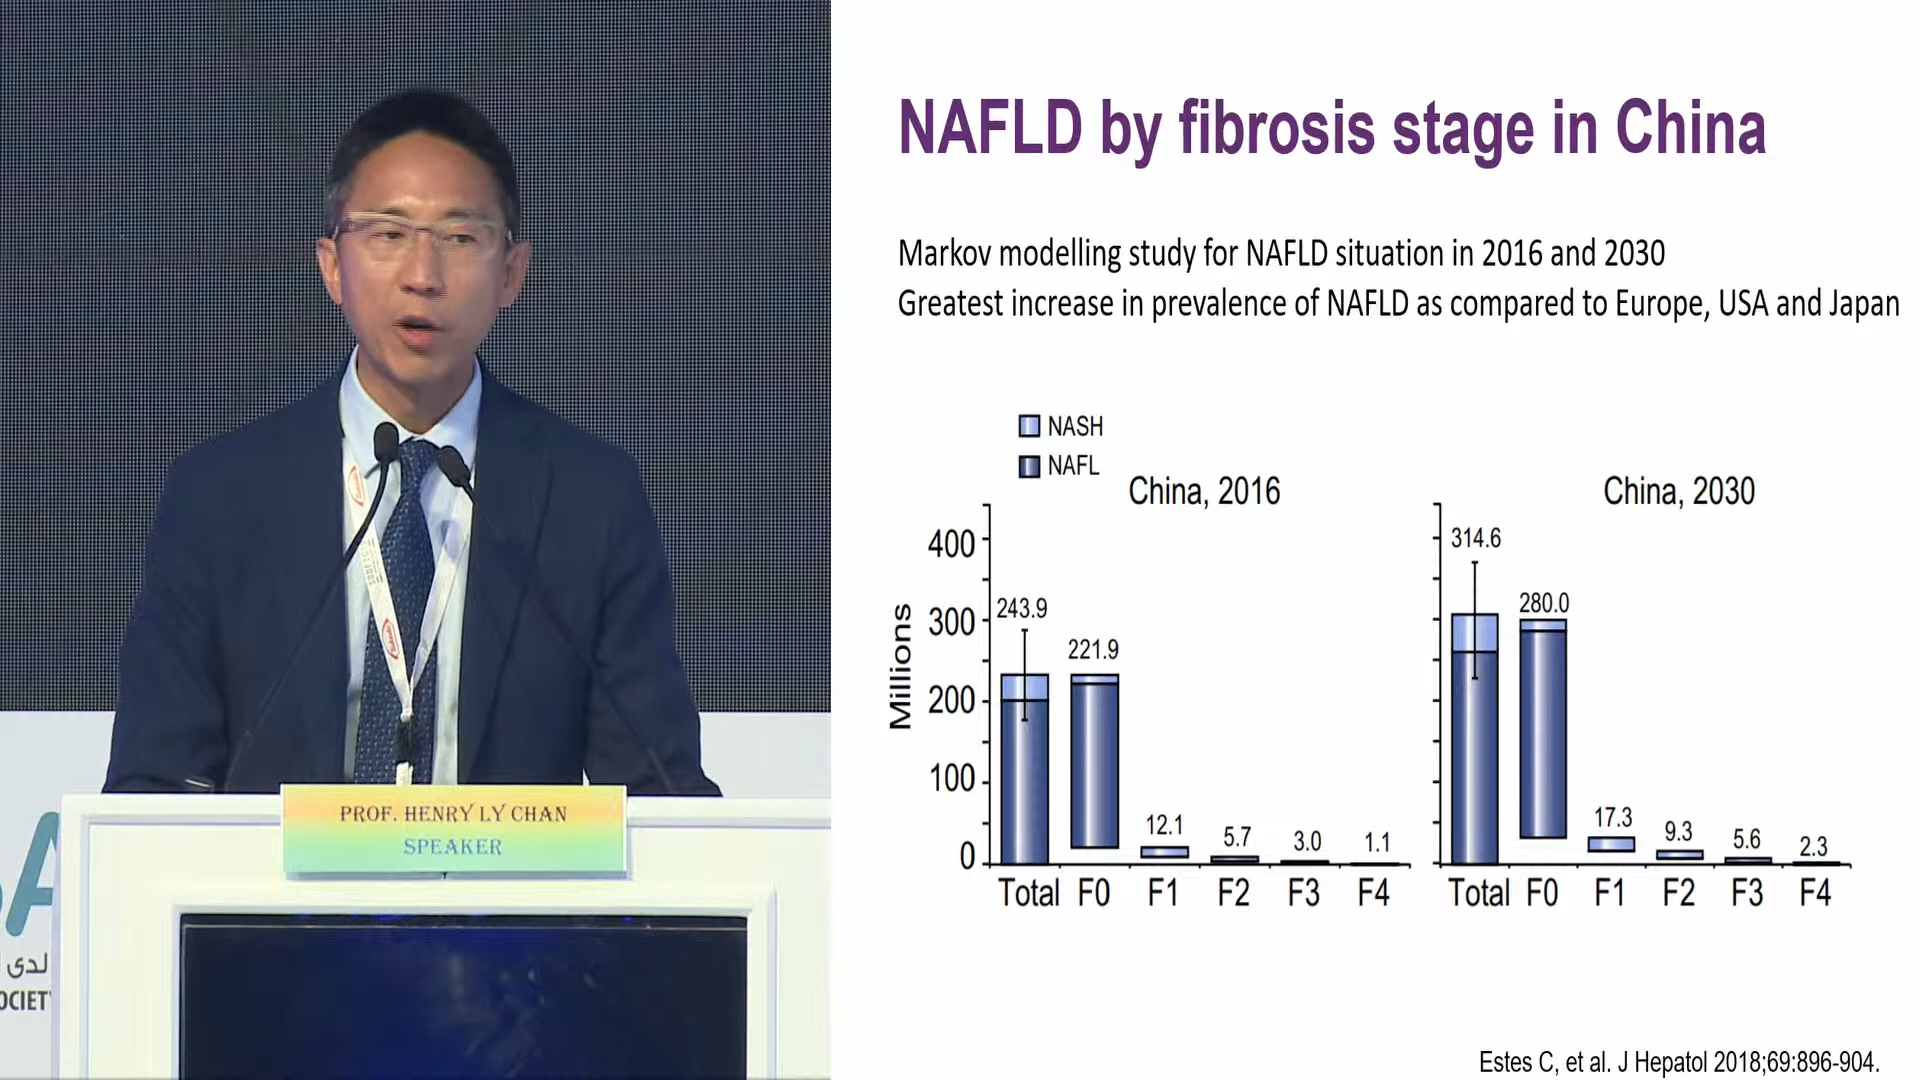 NAFLD by fibrosis stage in China
Markov modelling study for NAFLD situation in 2016 and 2030
Greatest increase in prevalence of NAFLD as compared to Europe, USA and Japan
NASH
NAFL
China, 2016
China, 2030
Millions
400
300
200
100
0
243.9
221.9
12.1
5.7
3.0
1.1
Total F0 F1 F2 F3 F4
314.6
280.0
17.3
9.3
5.6
2.3
Total F0 F1 F2 F3 F4
Estes C, et al. J Hepatol 2018;69:896-904.
PROF. HENRY LY CHAN
SPEAKER
لدى